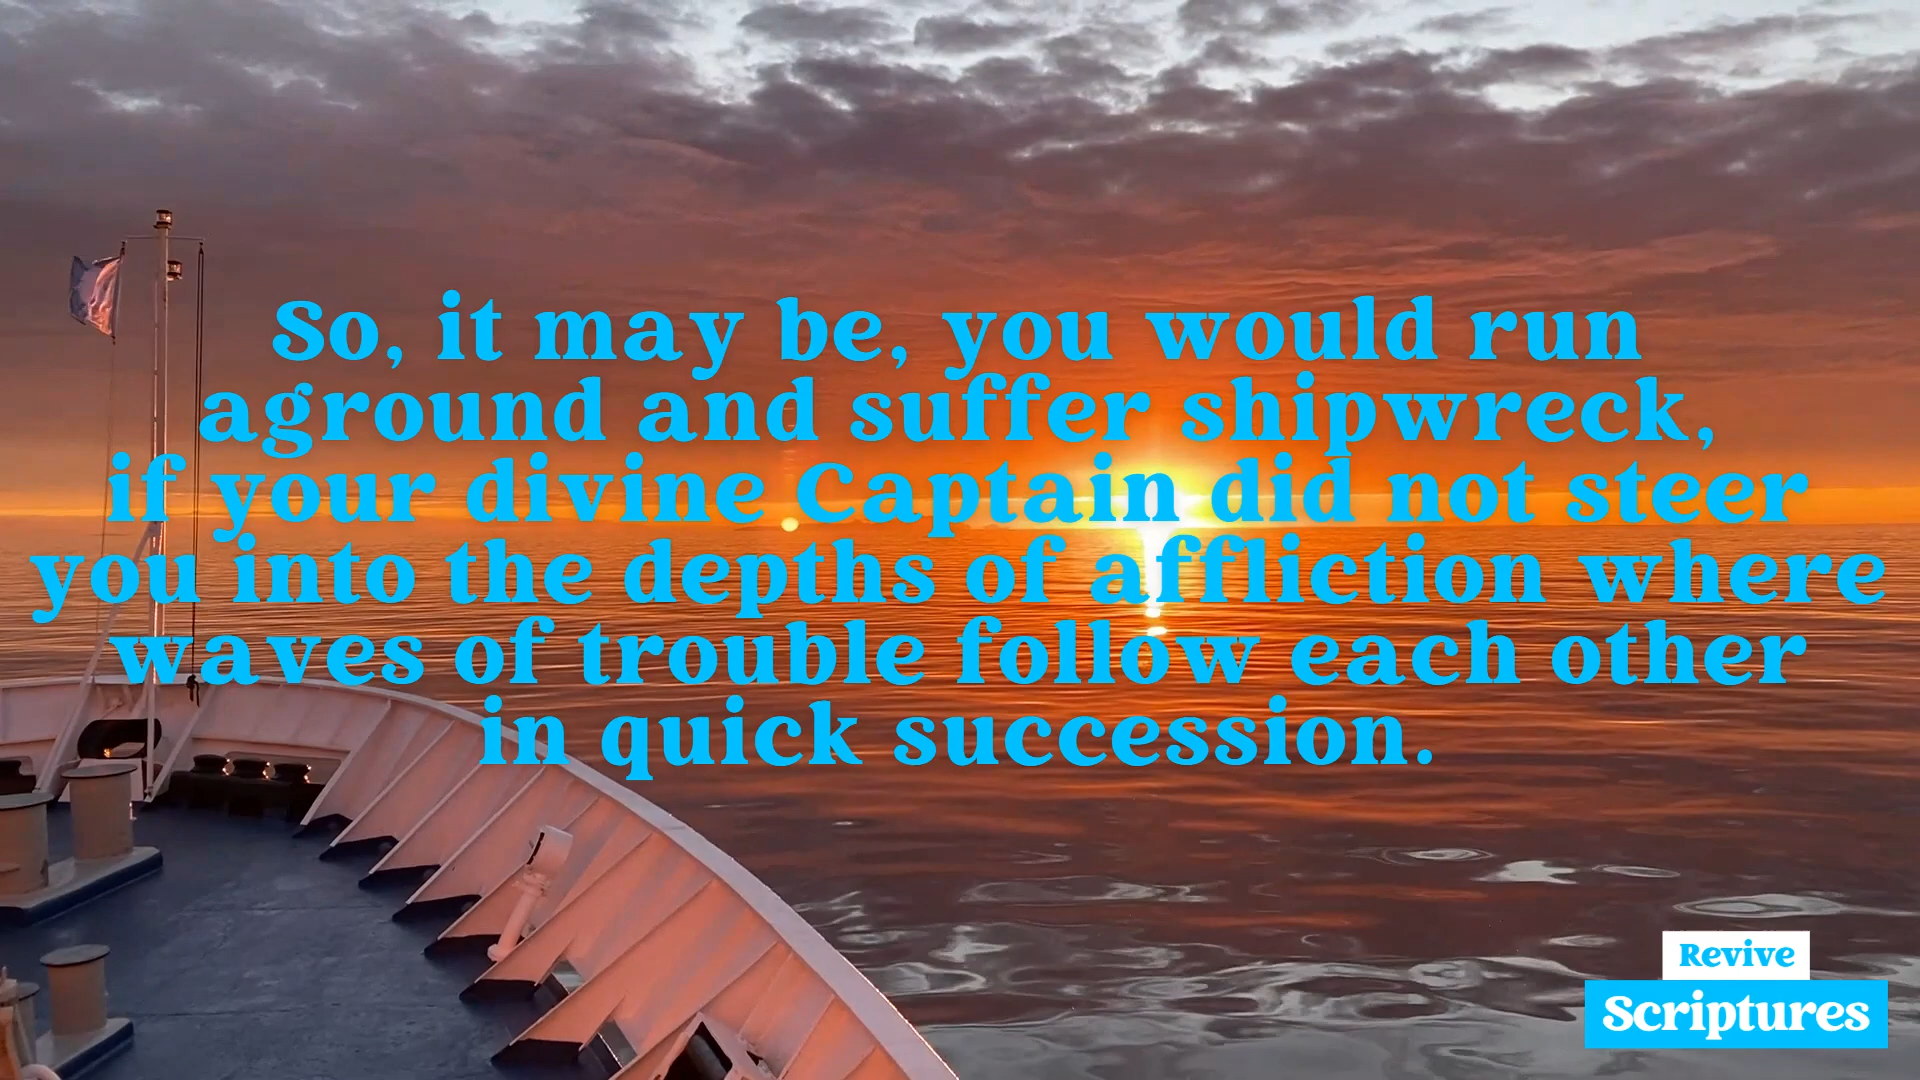 So, it may be, you would run
aground and suffer shipwreck,
if your divine Captain did not steer
you into the depths of affliction where
waves of trouble follow each other
in quick succession.
Revive
Scriptures